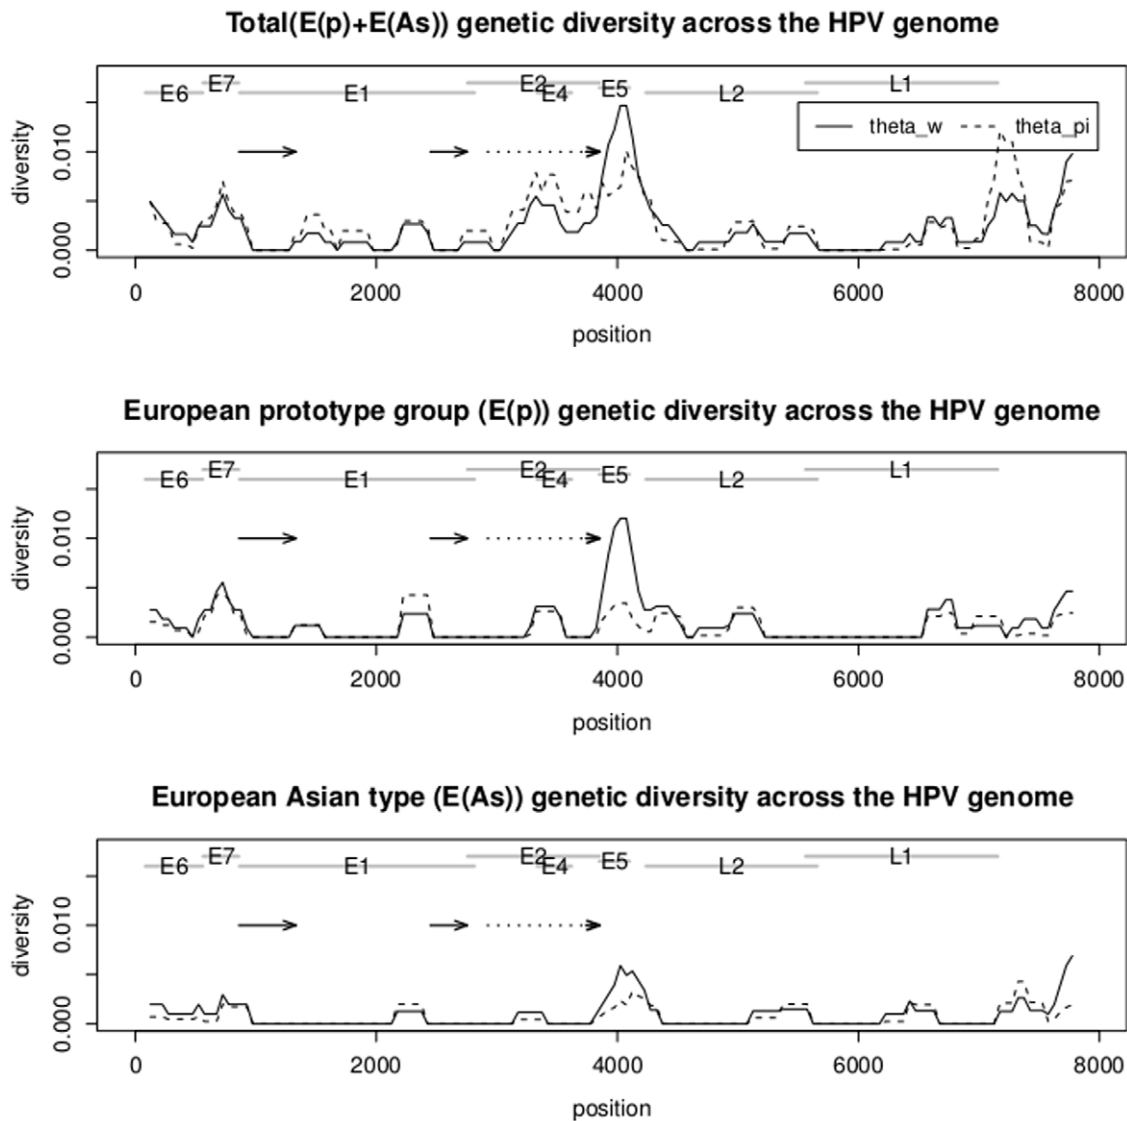 Total(E(p)+E(As)) genetic diversity across the HPV genome
E6 E7 E1 E2 E4 E5 L2 L1
theta_w theta_pi
diversity
0.010
0.000
0 2000 4000 6000 8000
position
European prototype group (E(p)) genetic diversity across the HPV genome
E6 E7 E1 E2 E4 E5 L2 L1
diversity
0.010
0.000
0 2000 4000 6000 8000
position
European Asian type (E(As)) genetic diversity across the HPV genome
E6 E7 E1 E2 E4 E5 L2 L1
diversity
0.010
0.000
0 2000 4000 6000 8000
position